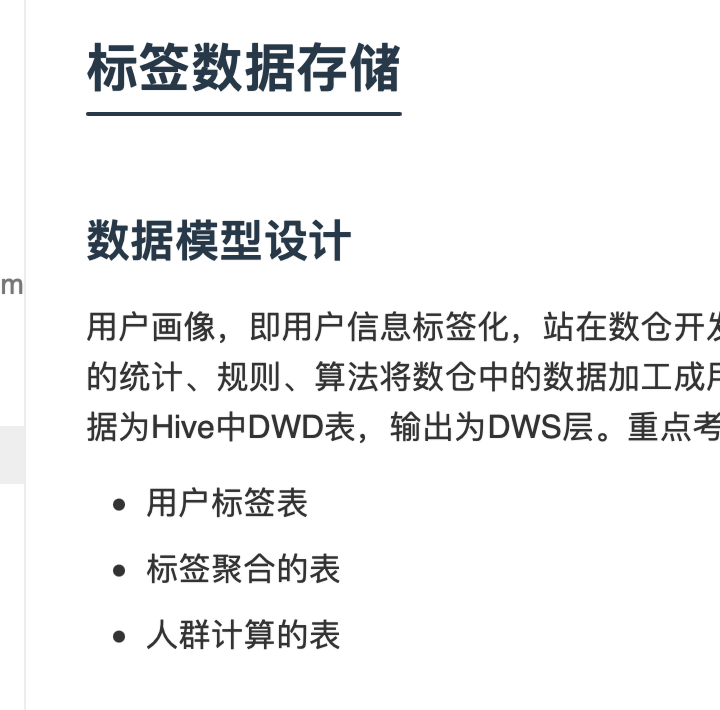 标签数据存储
数据模型设计
m
用户画像，即用户信息标签化，站在数仓开发
的统计、规则、算法将数仓中的数据加工成用
据为Hive中DWD表，输出为DWS层。重点考
用户标签表
标签聚合的表
人群计算的表